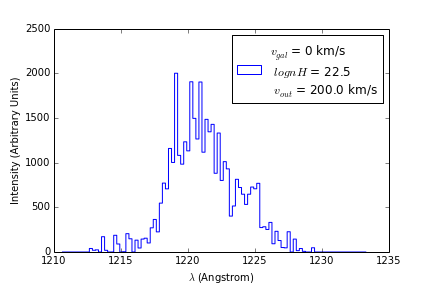 2500
2000
1500
1000
500
0
Intensity (Arbitrary Units)
v_gal = 0 km/s
lognH = 22.5
v_out = 200.0 km/s
1210 1215 1220 1225 1230 1235
λ (Angstrom)